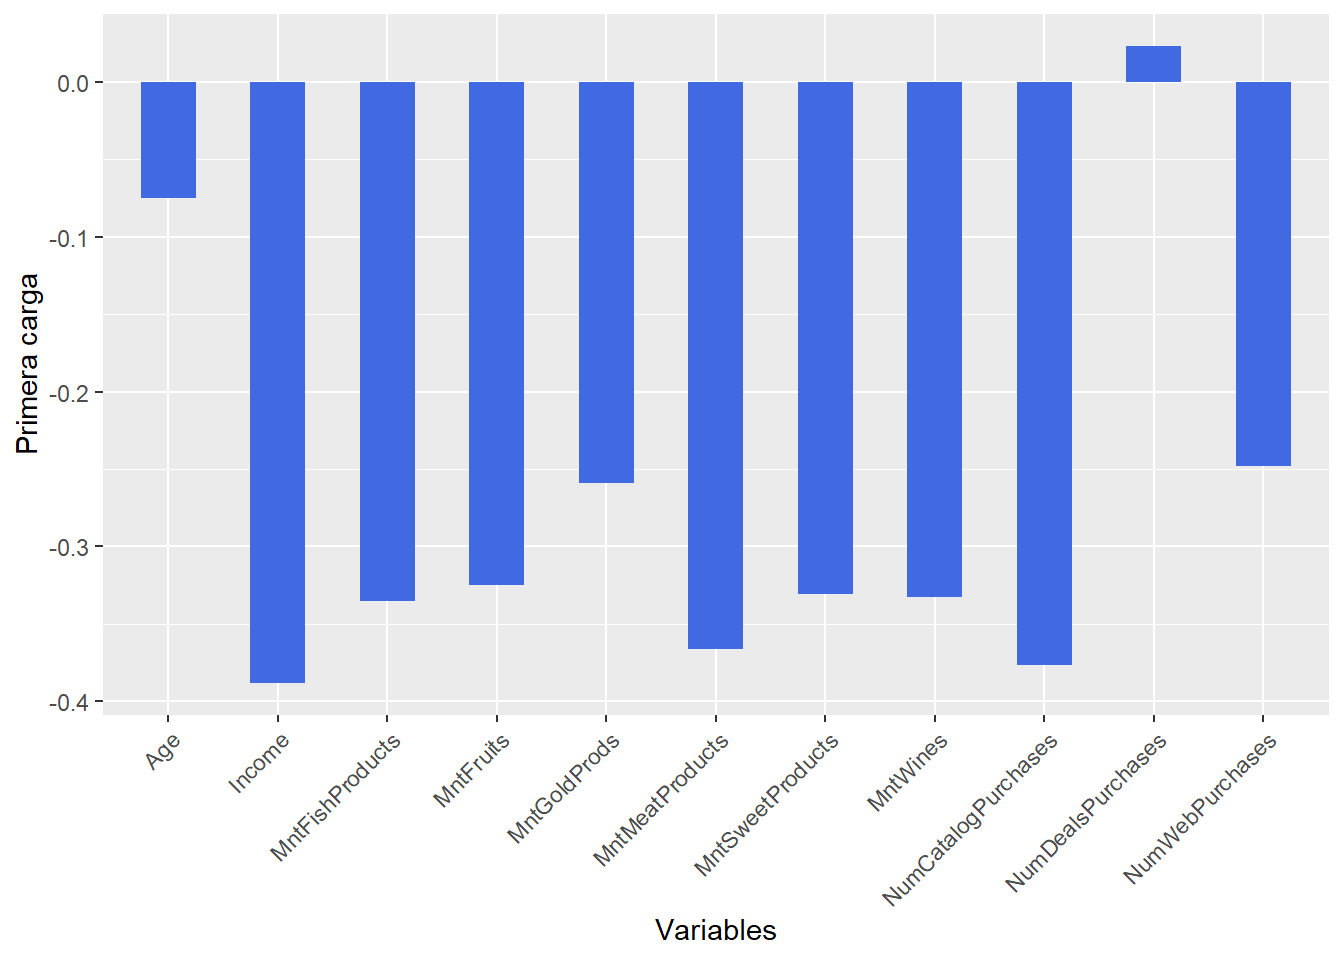 0.0
-0.1
-0.2
-0.3
-0.4
Primera carga
Age
Income
MntFishProducts
MntFruits
MntGoldProds
MntMeatProducts
MntSweetProducts
MntWines
NumCatalogPurchases
NumDealsPurchases
NumWebPurchases
Variables